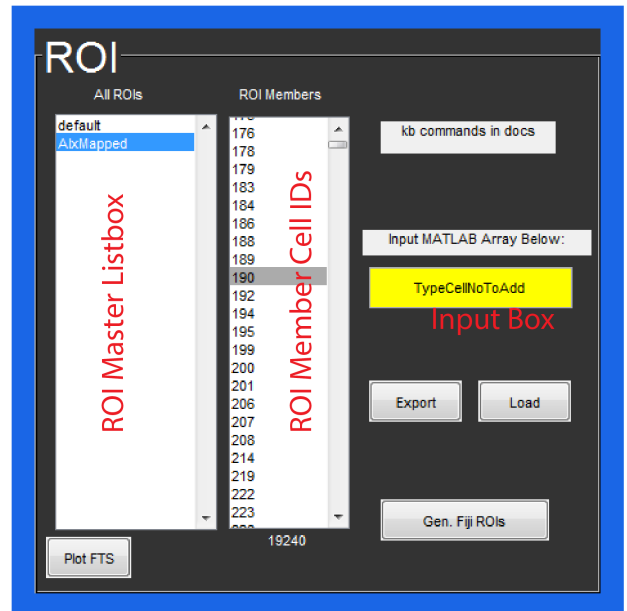 ROI
All ROIs
ROI Members
default
AlxMapped
176
178
179
183
184
186
188
189
190
192
194
195
199
200
201
206
207
208
214
219
222
223
19240
ROI Master Listbox
ROI Member Cell IDs
kb commands in docs
Input MATLAB Array Below:
TypeCellNoToAdd
Input Box
Export
Load
Gen. Fiji ROIs
Plot FTS